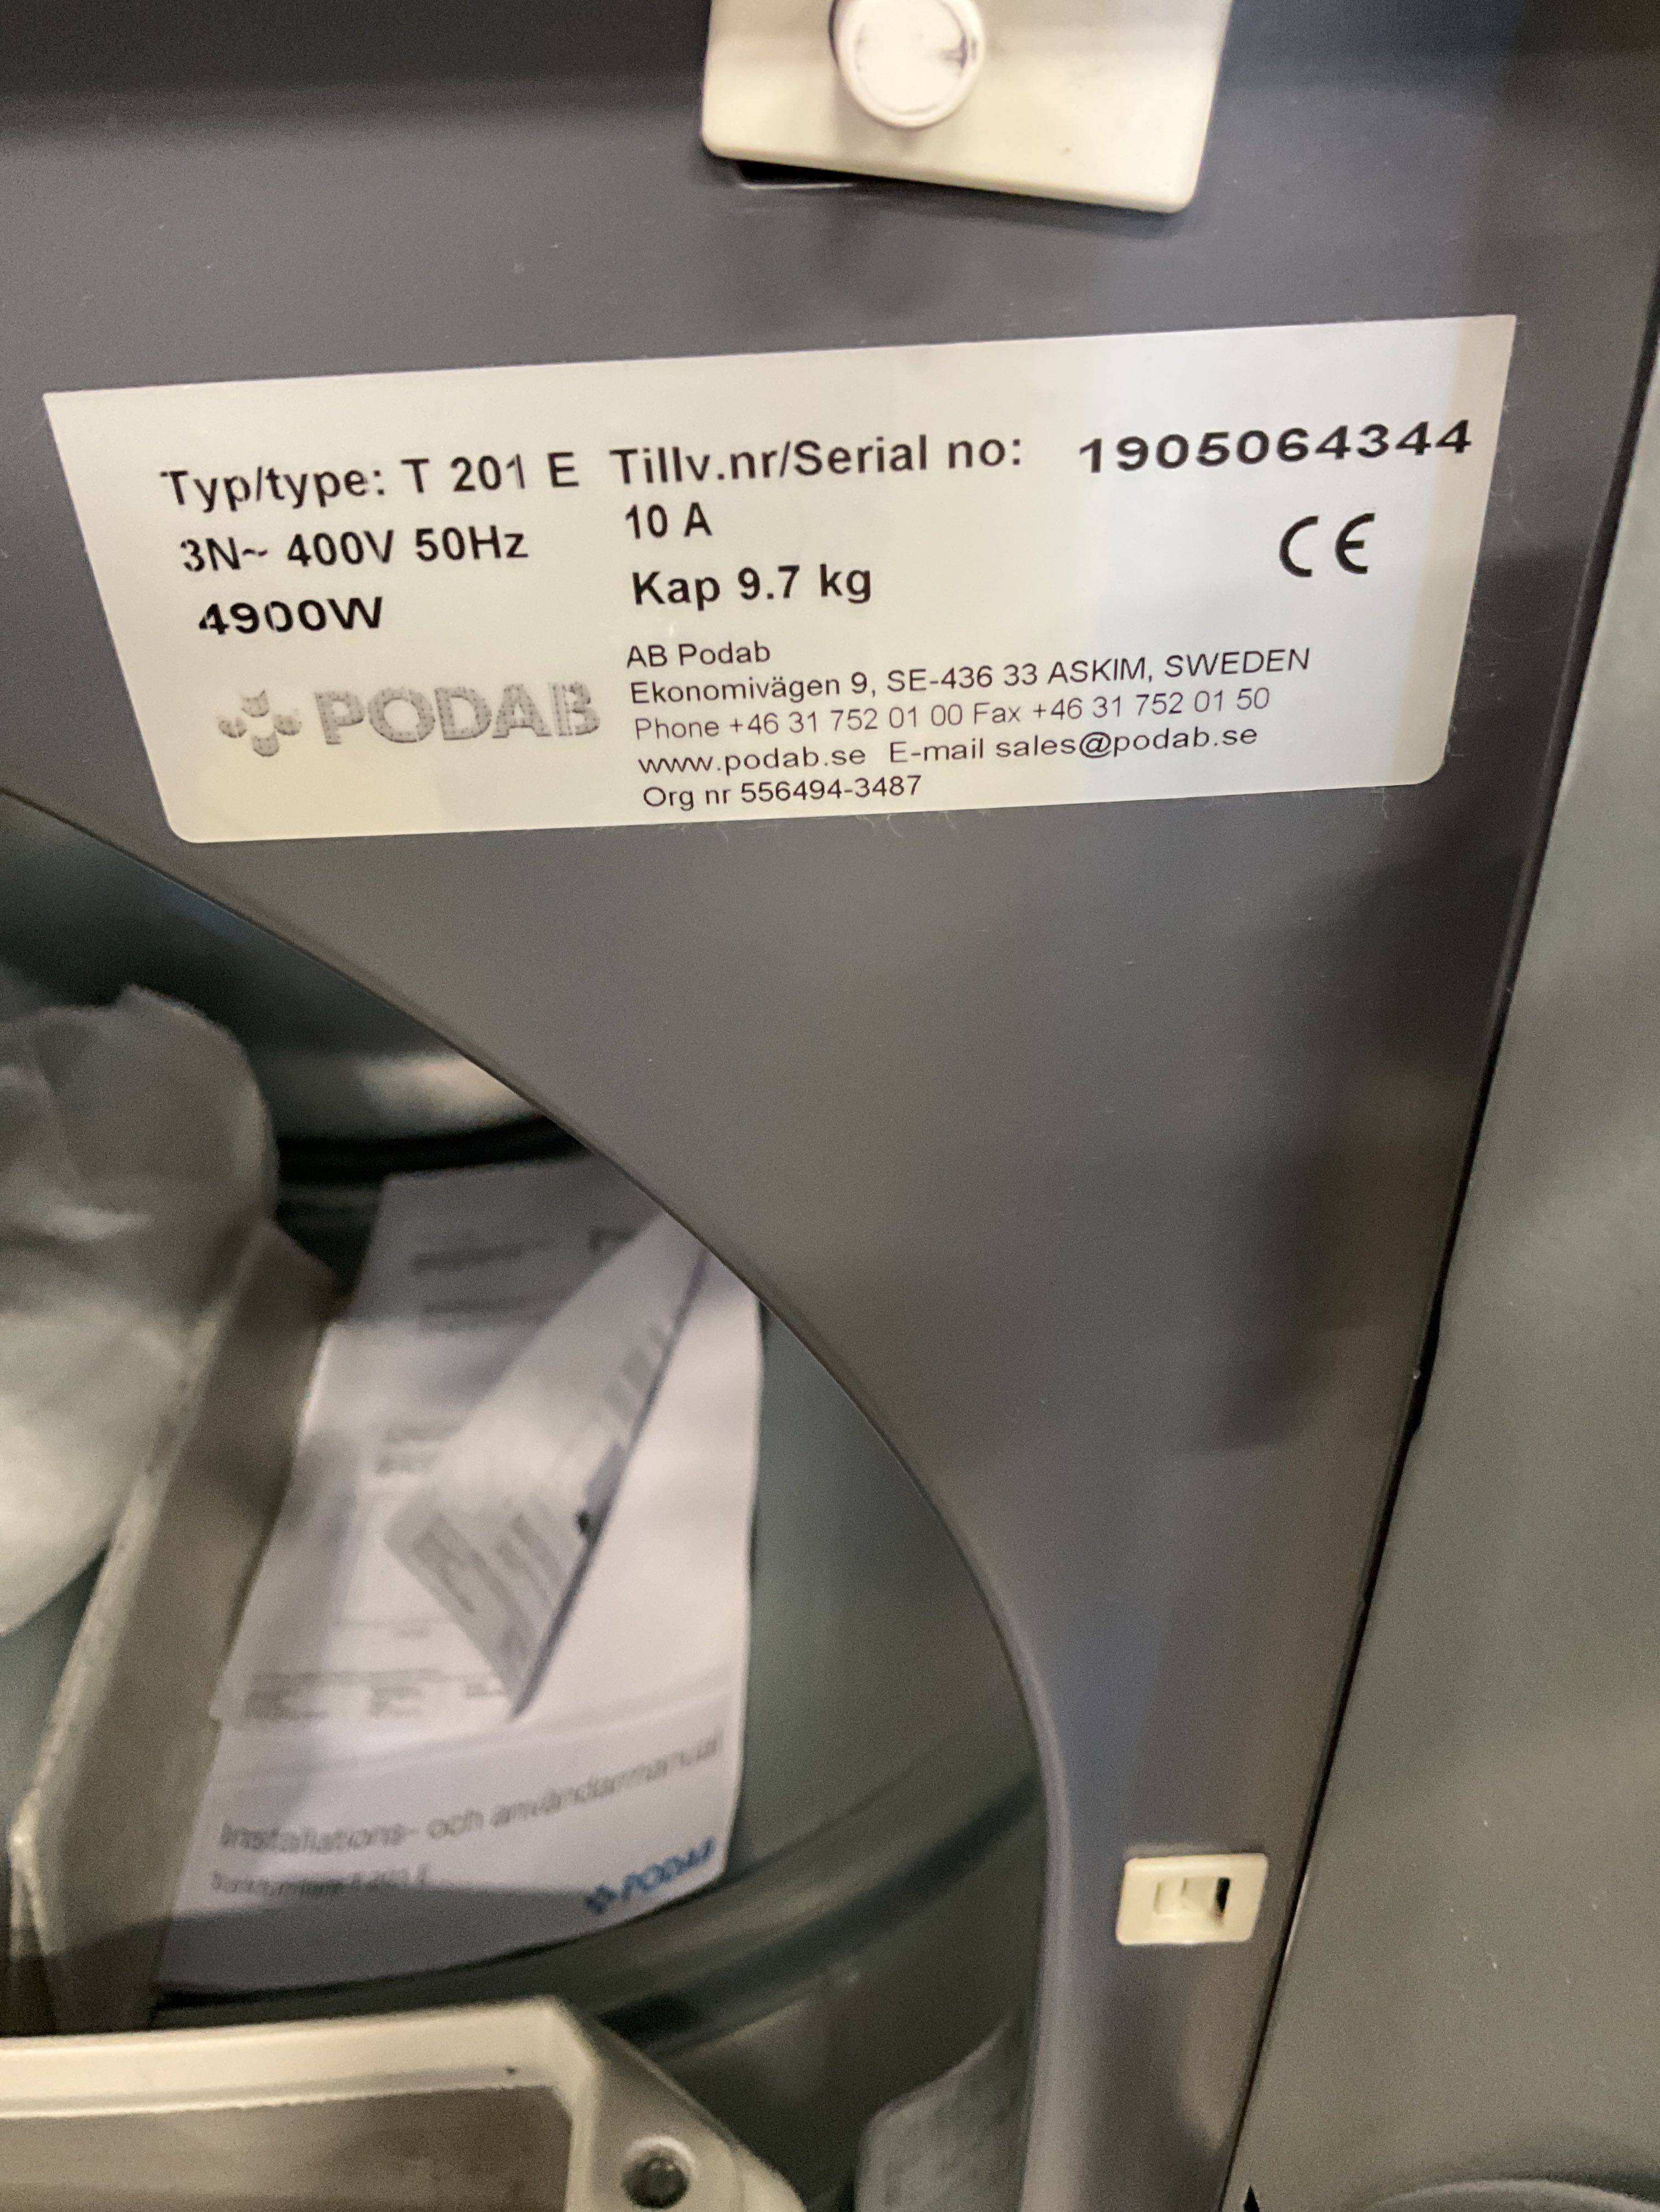 Typ/type: T 201 E Tillv.nr/Serial no: 1905064344
3N~ 400V 50Hz 10 A
4900W Kap 9.7 kg
CE
PODAB
AB Podab
Ekonomivägen 9, SE-436 33 ASKIM, SWEDEN
Phone +46 31 752 01 00 Fax +46 31 752 01 50
www.podab.se E-mail sales@podab.se
Org nr 556494-3487
Installations- och användarmanual
PODAB